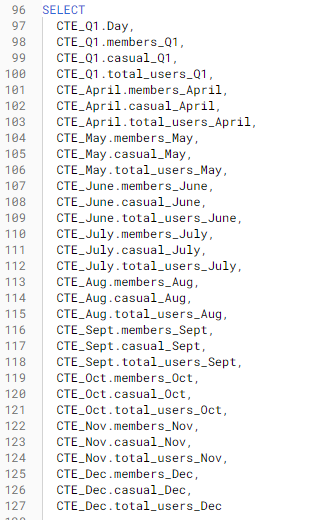 96 SELECT
97 CTE_Q1.Day,
98 CTE_Q1.members_Q1,
99 CTE_Q1.casual_Q1,
100 CTE_Q1.total_users_Q1,
101 CTE_April.members_April,
102 CTE_April.casual_April,
103 CTE_April.total_users_April,
104 CTE_May.members_May,
105 CTE_May.casual_May,
106 CTE_May.total_users_May,
107 CTE_June.members_June,
108 CTE_June.casual_June,
109 CTE_June.total_users_June,
110 CTE_July.members_July,
111 CTE_July.casual_July,
112 CTE_July.total_users_July,
113 CTE_Aug.members_Aug,
114 CTE_Aug.casual_Aug,
115 CTE_Aug.total_users_Aug,
116 CTE_Sept.members_Sept,
117 CTE_Sept.casual_Sept,
118 CTE_Sept.total_users_Sept,
119 CTE_Oct.members_Oct,
120 CTE_Oct.casual_Oct,
121 CTE_Oct.total_users_Oct,
122 CTE_Nov.members_Nov,
123 CTE_Nov.casual_Nov,
124 CTE_Nov.total_users_Nov,
125 CTE_Dec.members_Dec,
126 CTE_Dec.casual_Dec,
127 CTE_Dec.total_users_Dec